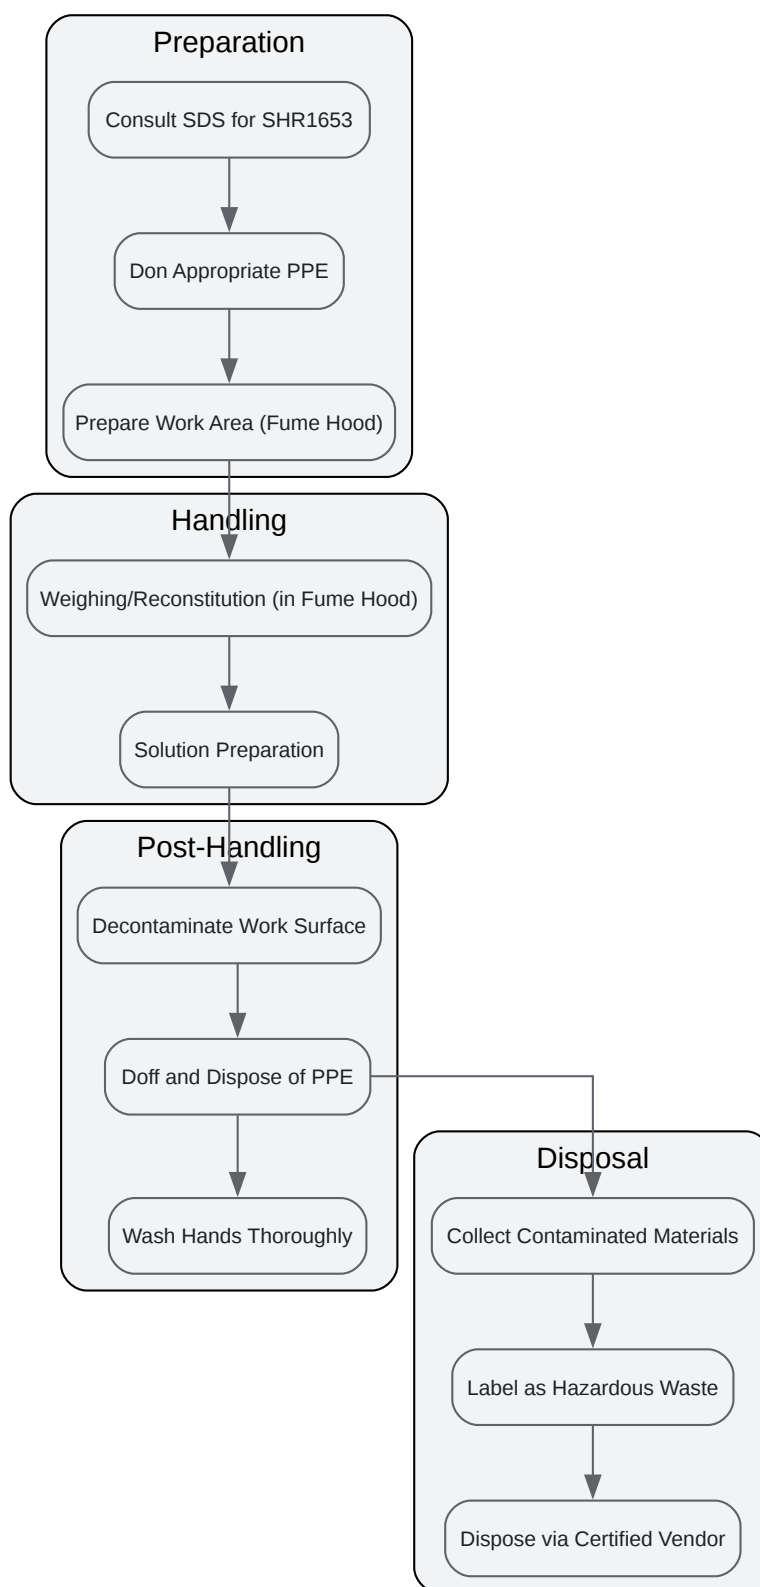 Preparation
Consult SDS for SHR1653
Don Appropriate PPE
Prepare Work Area (Fume Hood)
Handling
Weighing/Reconstitution (in Fume Hood)
Solution Preparation
Post-Handling
Decontaminate Work Surface
Doff and Dispose of PPE
Wash Hands Thoroughly
Disposal
Collect Contaminated Materials
Label as Hazardous Waste
Dispose via Certified Vendor